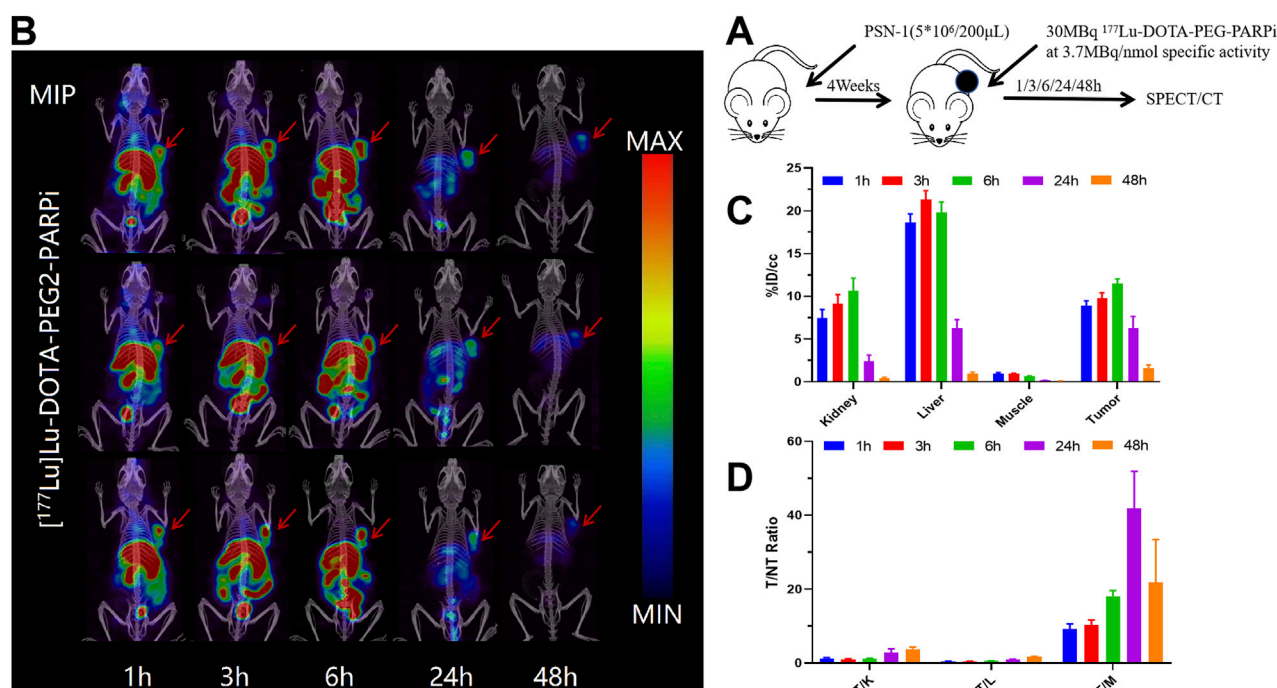 B
MIP
[¹⁷⁷Lu]Lu-DOTA-PEG2-PARPi
MAX
MIN
1h 3h 6h 24h 48h
A
PSN-1(5*10⁶/200μL)
30MBq ¹⁷⁷Lu-DOTA-PEG-PARPi
at 3.7MBq/nmol specific activity
4Weeks
1/3/6/24/48h
SPECT/CT
C
1h 3h 6h 24h 48h
%ID/cc
25
20
15
10
5
0
Kidney Liver Muscle Tumor
D
1h 3h 6h 24h 48h
T/NT Ratio
60
40
20
0
T/K T/L T/M